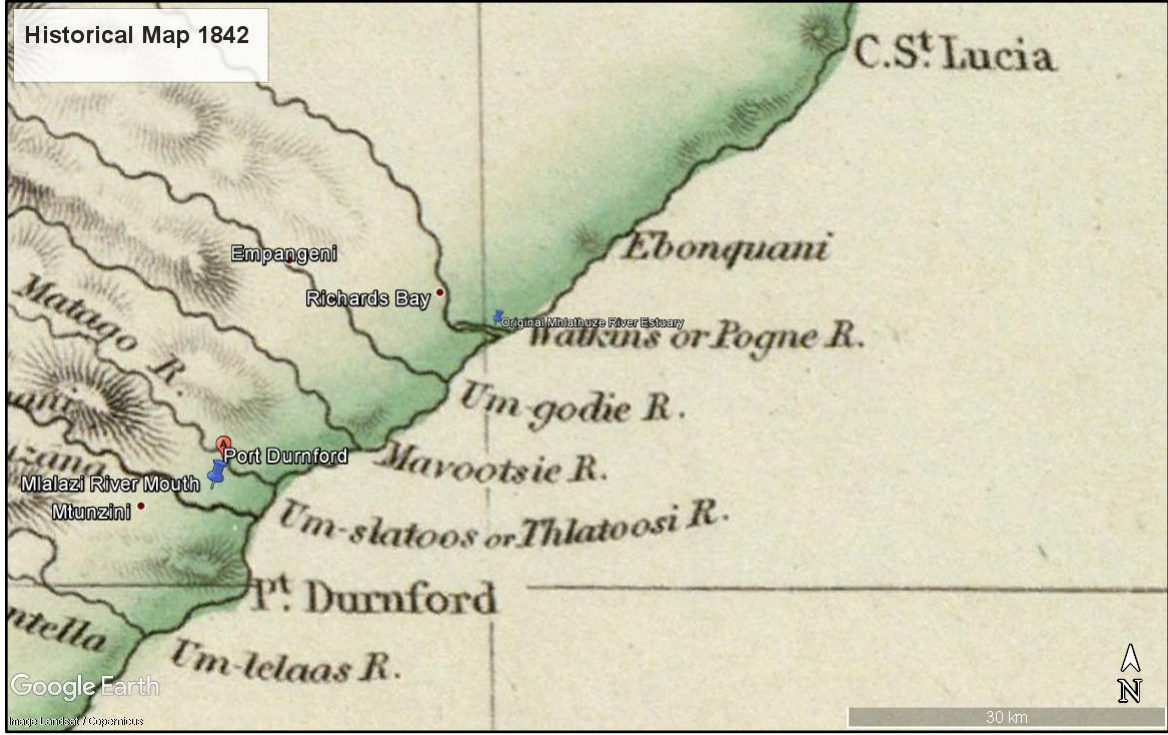 Historical Map 1842
C. St. Lucia
Ebonquani
Empangeni
Richards Bay
Original Mhlathuze River Estuary
Watkins or Pogne R.
Matago R.
Um-godie R.
Port Durnford
Mavootsie R.
Mlalazi River Mouth
Mtunzini
Um-slatoos or Thlatoosi R.
Pt. Durnford
ntella
Um-lelaas R.
Google Earth
Image Landsat / Copernicus
N
30 km
A